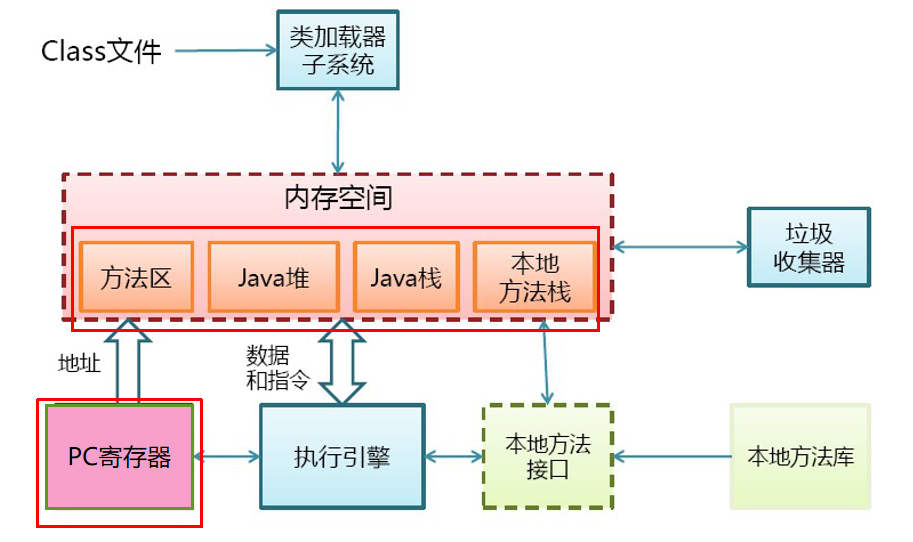 Class文件
类加载器
子系统
内存空间
方法区
Java堆
Java栈
本地
方法栈
垃圾
收集器
地址
数据
和指令
PC寄存器
执行引擎
本地方法
接口
本地方法库